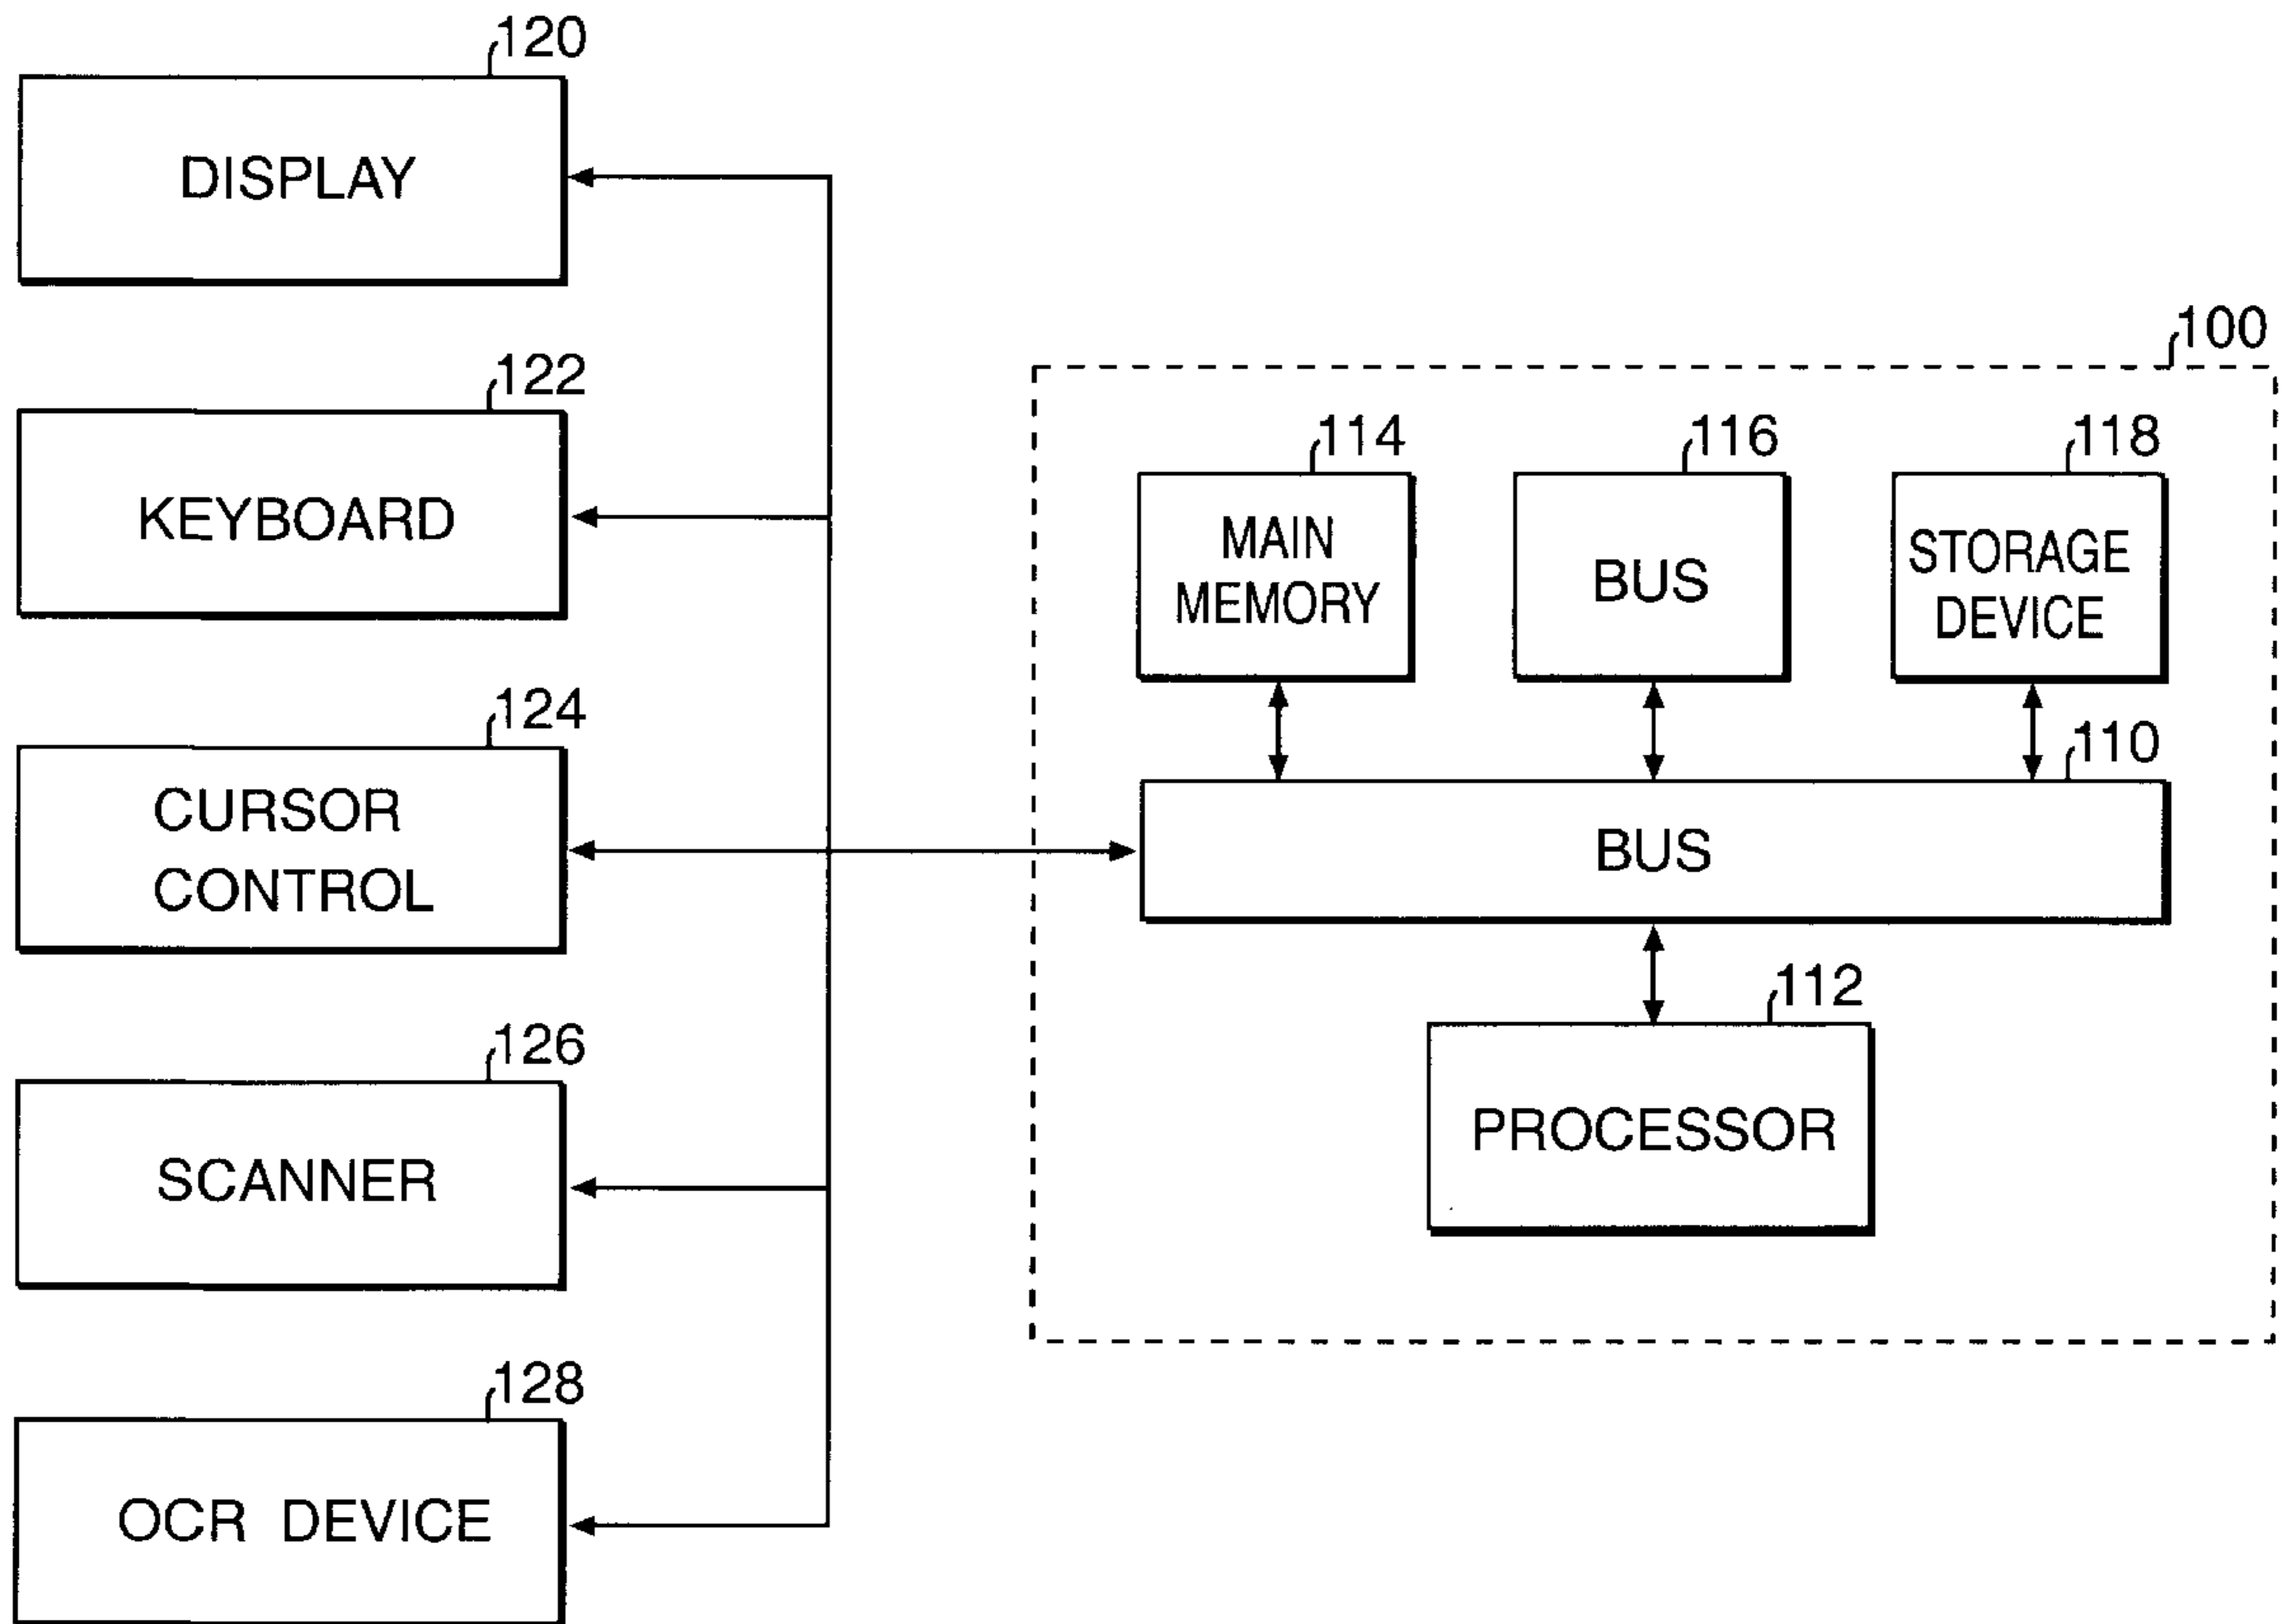 120
DISPLAY
122
KEYBOARD
124
CURSOR
CONTROL
126
SCANNER
128
OCR DEVICE
100
114
MAIN
MEMORY
116
BUS
118
STORAGE
DEVICE
110
BUS
112
PROCESSOR